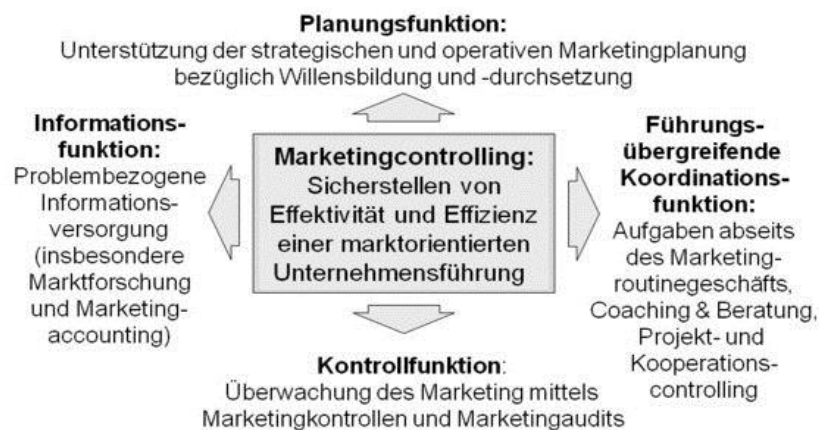 Planungsfunktion:
Unterstützung der strategischen und operativen Marketingplanung
bezüglich Willensbildung und -durchsetzung
Informations-
funktion:
Problembezogene
Informations-
versorgung
(insbesondere
Marktforschung
und Marketing-
accounting)
Marketingcontrolling:
Sicherstellen von
Effektivität und Effizienz
einer marktorientierten
Unternehmensführung
Führungs-
übergreifende
Koordinations-
funktion:
Aufgaben abseits
des Marketing-
routinegeschäfts,
Coaching & Beratung,
Projekt- und
Kooperations-
controlling
Kontrollfunktion:
Überwachung des Marketing mittels
Marketingkontrollen und Marketingaudits